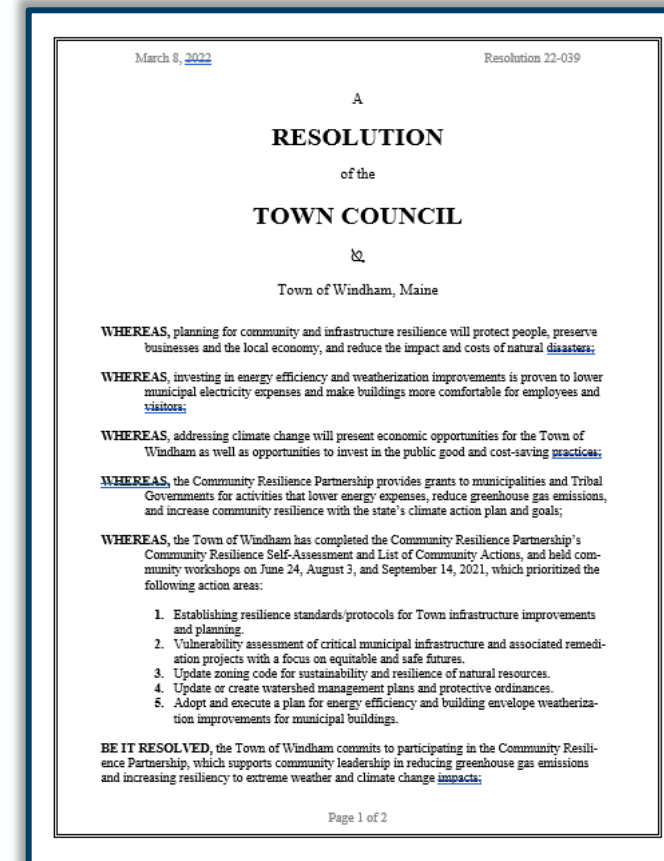 March 8, 2022 Resolution 22-039
A
RESOLUTION
of the
TOWN COUNCIL
Town of Windham, Maine
WHEREAS, planning for community and infrastructure resilience will protect people, preserve
businesses and the local economy, and reduce the impact and costs of natural disasters;
WHEREAS, investing in energy efficiency and weatherization improvements is proven to lower
municipal electricity expenses and make buildings more comfortable for employees and
visitors;
WHEREAS, addressing climate change will present economic opportunities for the Town of
Windham as well as opportunities to invest in the public good and cost-saving practices;
WHEREAS, the Community Resilience Partnership provides grants to municipalities and Tribal
Governments for activities that lower energy expenses, reduce greenhouse gas emissions,
and increase community resilience with the state’s climate action plan and goals;
WHEREAS, the Town of Windham has completed the Community Resilience Partnership’s
Community Resilience Self-Assessment and List of Community Actions, and held com-
munity workshops on June 24, August 3, and September 14, 2021, which prioritized the
following action areas:
1. Establishing resilience standards/protocols for Town infrastructure improvements
and planning.
2. Vulnerability assessment of critical municipal infrastructure and associated remedi-
ation projects with a focus on equitable and safe futures.
3. Update zoning code for sustainability and resilience of natural resources.
4. Update or create watershed management plans and protective ordinances.
5. Adopt and execute a plan for energy efficiency and building envelope weatheriza-
tion improvements for municipal buildings.
BE IT RESOLVED, the Town of Windham commits to participating in the Community Resili-
ence Partnership, which supports community leadership in reducing greenhouse gas emissions
and increasing resiliency to extreme weather and climate change impacts;
Page 1 of 2